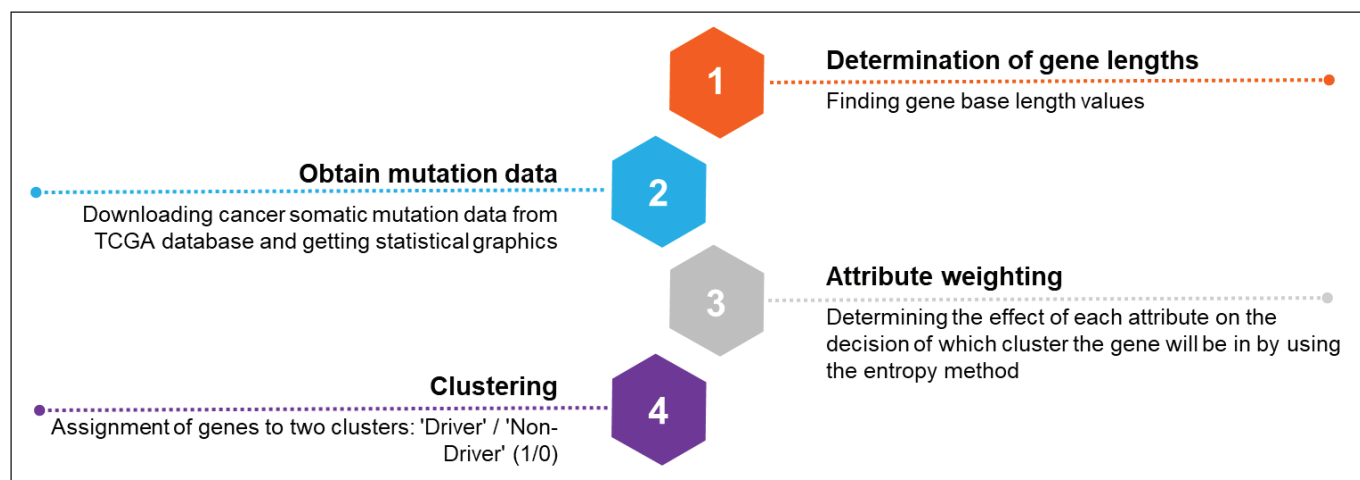 1
Determination of gene lengths
Finding gene base length values
2
Obtain mutation data
Downloading cancer somatic mutation data from
TCGA database and getting statistical graphics
3
Attribute weighting
Determining the effect of each attribute on the
decision of which cluster the gene will be in by using
the entropy method
4
Clustering
Assignment of genes to two clusters: 'Driver' / 'Non-
Driver' (1/0)